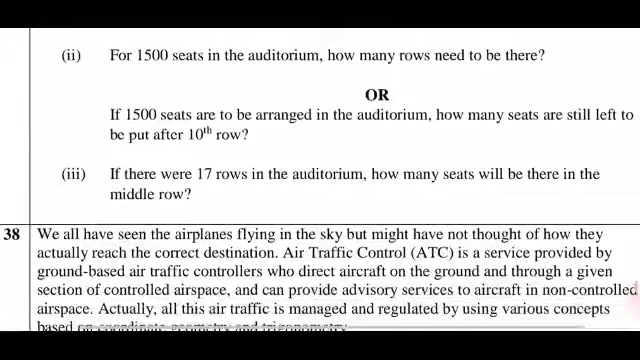 (ii) For 1500 seats in the auditorium, how many rows need to be there?
OR
If 1500 seats are to be arranged in the auditorium, how many seats are still left to
be put after 10th row?
(iii) If there were 17 rows in the auditorium, how many seats will be there in the
middle row?
38 We all have seen the airplanes flying in the sky but might have not thought of how they
actually reach the correct destination. Air Traffic Control (ATC) is a service provided by
ground-based air traffic controllers who direct aircraft on the ground and through a given
section of controlled airspace, and can provide advisory services to aircraft in non-controlled
airspace. Actually, all this air traffic is managed and regulated by using various concepts
based on coordinate geometry and trigonometry.